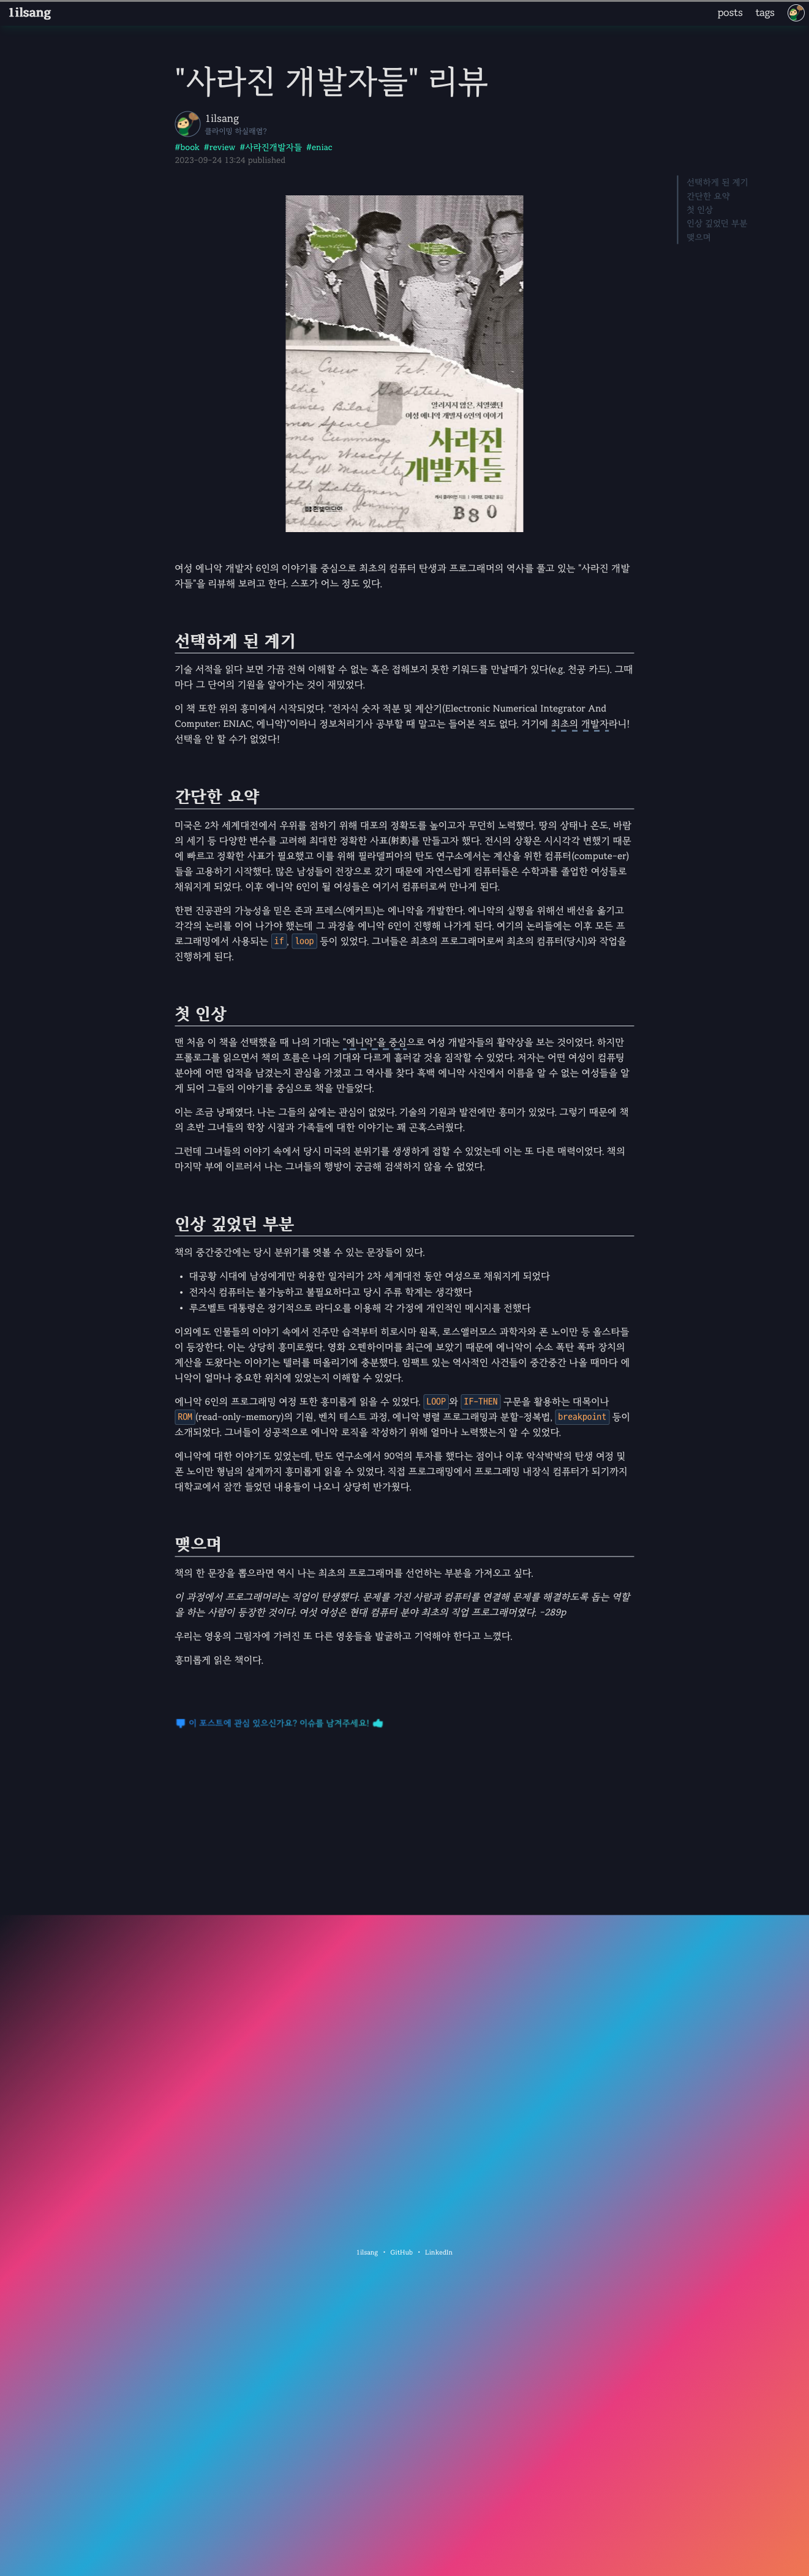 1ilsang
posts
tags
"사라진 개발자들" 리뷰
1ilsang
클라이밍 하실래염?
#book #review #사라진개발자들 #eniac
2023-09-24 13:24 published
선택하게 된 계기
간단한 요약
첫 인상
인상 깊었던 부분
맺으며
알려지지 않은, 치열했던
여성 에니악 개발자 6인의 이야기
사라진
개발자들
한빛미디어
여성 에니악 개발자 6인의 이야기를 중심으로 최초의 컴퓨터 탄생과 프로그래머의 역사를 풀고 있는 "사라진 개발
자들"을 리뷰해 보려고 한다. 스포가 어느 정도 있다.
선택하게 된 계기
기술 서적을 읽다 보면 가끔 전혀 이해할 수 없는 혹은 접해보지 못한 키워드를 만날때가 있다(e.g. 천공 카드). 그때
마다 그 단어의 기원을 알아가는 것이 재밌었다.
이 책 또한 위의 흥미에서 시작되었다. "전자식 숫자 적분 및 계산기(Electronic Numerical Integrator And
Computer; ENIAC, 에니악)"이라니 정보처리기사 공부할 때 말고는 들어본 적도 없다. 거기에 최초의 개발자라니!
선택을 안 할 수가 없었다!
간단한 요약
미국은 2차 세계대전에서 우위를 점하기 위해 대포의 정확도를 높이고자 무던히 노력했다. 땅의 상태나 온도, 바람
의 세기 등 다양한 변수를 고려해 최대한 정확한 사표(射表)를 만들고자 했다. 전시의 상황은 시시각각 변했기 때문
에 빠르고 정확한 사표가 필요했고 이를 위해 필라델피아의 탄도 연구소에서는 계산을 위한 컴퓨터(compute-er)
들을 고용하기 시작했다. 많은 남성들이 전장으로 갔기 때문에 자연스럽게 컴퓨터들은 수학과를 졸업한 여성들로
채워지게 되었다. 이후 에니악 6인이 될 여성들은 여기서 컴퓨터로써 만나게 된다.
한편 진공관의 가능성을 믿은 존과 프레스(에커트)는 에니악을 개발한다. 에니악의 실행을 위해선 배선을 옮기고
각각의 논리를 이어 나가야 했는데 그 과정을 에니악 6인이 진행해 나가게 된다. 여기의 논리들에는 이후 모든 프
로그래밍에서 사용되는 if, loop 등이 있었다. 그녀들은 최초의 프로그래머로써 최초의 컴퓨터(당시)와 작업을
진행하게 된다.
첫 인상
맨 처음 이 책을 선택했을 때 나의 기대는 "에니악"을 중심으로 여성 개발자들의 활약상을 보는 것이었다. 하지만
프롤로그를 읽으면서 책의 흐름은 나의 기대와 다르게 흘러갈 것을 짐작할 수 있었다. 저자는 어떤 여성이 컴퓨팅
분야에 어떤 업적을 남겼는지 관심을 가졌고 그 역사를 찾다 흑백 에니악 사진에서 이름을 알 수 없는 여성들을 알
게 되어 그들의 이야기를 중심으로 책을 만들었다.
이는 조금 낭패였다. 나는 그들의 삶에는 관심이 없었다. 기술의 기원과 발전에만 흥미가 있었다. 그렇기 때문에 책
의 초반 그녀들의 학창 시절과 가족들에 대한 이야기는 꽤 곤혹스러웠다.
그런데 그녀들의 이야기 속에서 당시 미국의 분위기를 생생하게 접할 수 있었는데 이는 또 다른 매력이었다. 책의
마지막 부에 이르러서 나는 그녀들의 행방이 궁금해 검색하지 않을 수 없었다.
인상 깊었던 부분
책의 중간중간에는 당시 분위기를 엿볼 수 있는 문장들이 있다.
• 대공황 시대에 남성에게만 허용한 일자리가 2차 세계대전 동안 여성으로 채워지게 되었다
• 전자식 컴퓨터는 불가능하고 불필요하다고 당시 주류 학계는 생각했다
• 루즈벨트 대통령은 정기적으로 라디오를 이용해 각 가정에 개인적인 메시지를 전했다
이외에도 인물들의 이야기 속에서 진주만 습격부터 히로시마 원폭, 로스앨러모스 과학자와 폰 노이만 등 올스타들
이 등장한다. 이는 상당히 흥미로웠다. 영화 오펜하이머를 최근에 보았기 때문에 에니악이 수소 폭탄 폭파 장치의
계산을 도왔다는 이야기는 텔러를 떠올리기에 충분했다. 임팩트 있는 역사적인 사건들이 중간중간 나올 때마다 에
니악이 얼마나 중요한 위치에 있었는지 이해할 수 있었다.
에니악 6인의 프로그래밍 여정 또한 흥미롭게 읽을 수 있었다. LOOP와 IF-THEN 구문을 활용하는 대목이나
ROM(read-only-memory)의 기원, 벤치 테스트 과정, 에니악 병렬 프로그래밍과 분할-정복법, breakpoint 등이
소개되었다. 그녀들이 성공적으로 에니악 로직을 작성하기 위해 얼마나 노력했는지 알 수 있었다.
에니악에 대한 이야기도 있었는데, 탄도 연구소에서 90억의 투자를 했다는 점이나 이후 악삭박박의 탄생 여정 및
폰 노이만 형님의 설계까지 흥미롭게 읽을 수 있었다. 직접 프로그래밍에서 프로그래밍 내장식 컴퓨터가 되기까지
대학교에서 잠깐 들었던 내용들이 나오니 상당히 반가웠다.
맺으며
책의 한 문장을 뽑으라면 역시 나는 최초의 프로그래머를 선언하는 부분을 가져오고 싶다.
이 과정에서 프로그래머라는 직업이 탄생했다. 문제를 가진 사람과 컴퓨터를 연결해 문제를 해결하도록 돕는 역할
을 하는 사람이 등장한 것이다. 여섯 여성은 현대 컴퓨터 분야 최초의 직업 프로그래머였다. -289p
우리는 영웅의 그림자에 가려진 또 다른 영웅들을 발굴하고 기억해야 한다고 느꼈다.
흥미롭게 읽은 책이다.
이 포스트에 관심 있으신가요? 이슈를 남겨주세요!
1ilsang • GitHub • LinkedIn